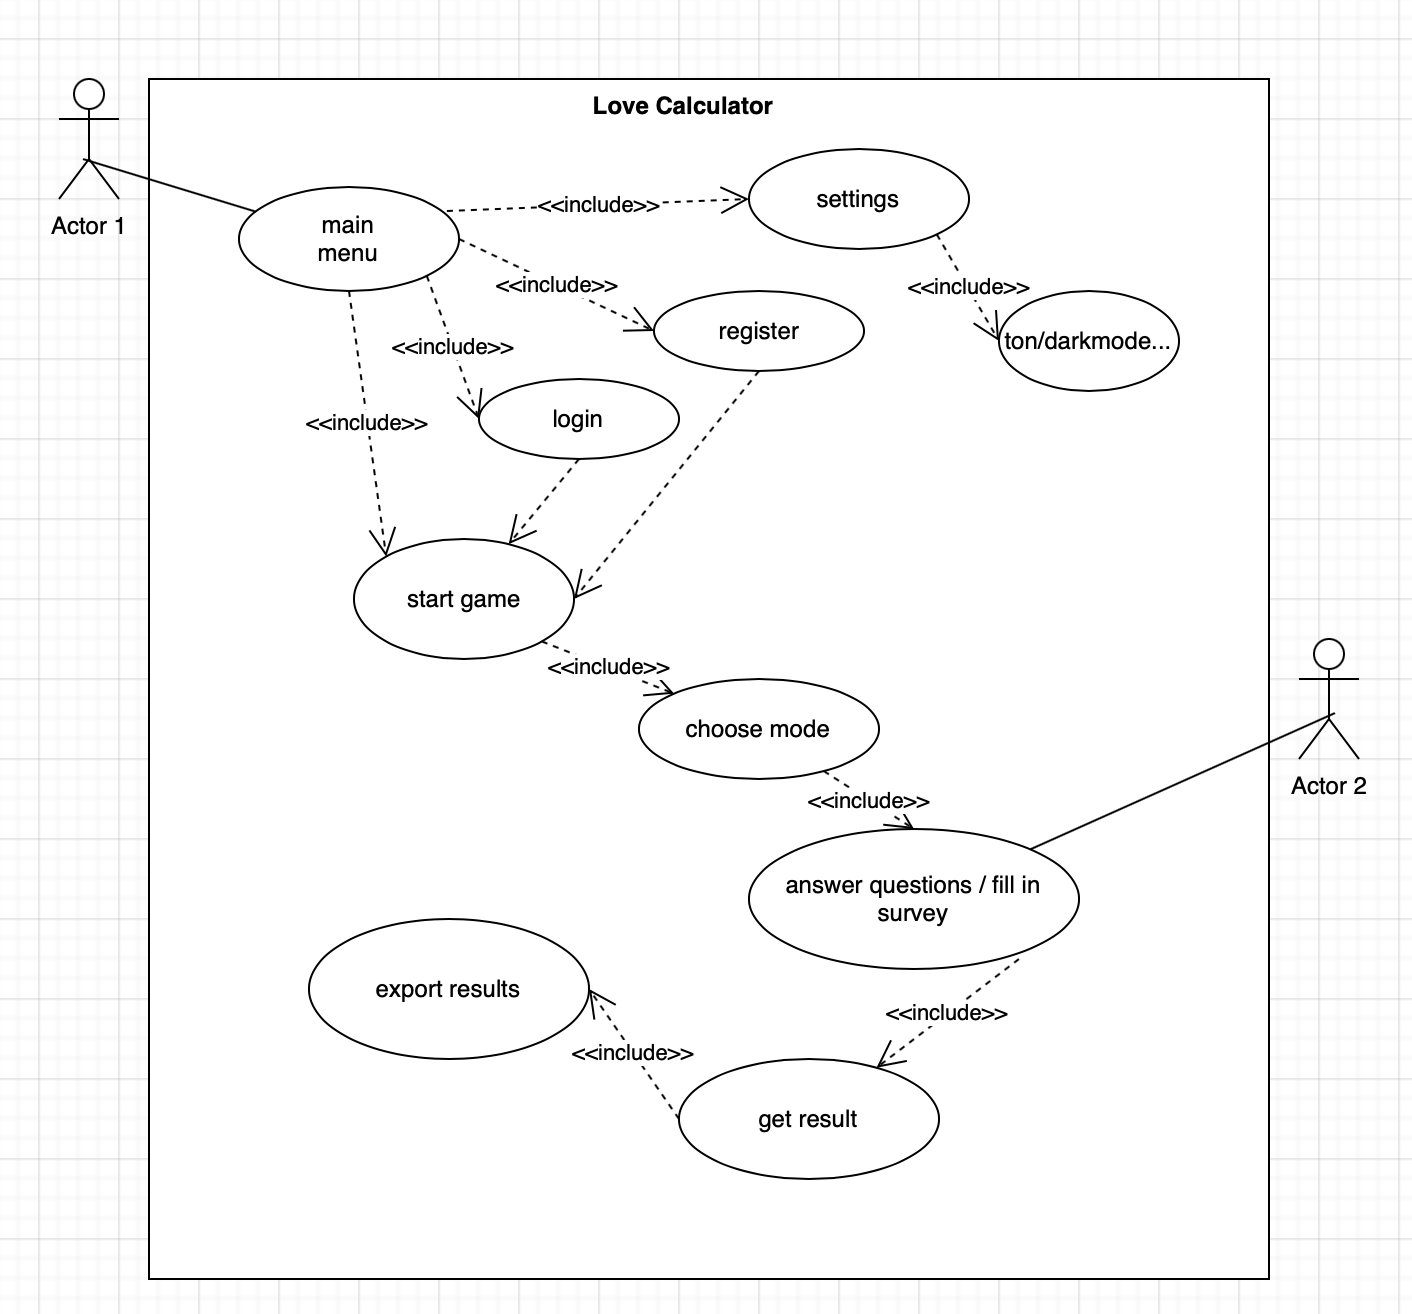 Love Calculator
Actor 1
main
menu
<<include>>
settings
<<include>>
<<include>>
register
ton/darkmode...
<<include>>
login
<<include>>
start game
<<include>>
choose mode
Actor 2
<<include>>
answer questions / fill in
survey
export results
<<include>>
<<include>>
get result